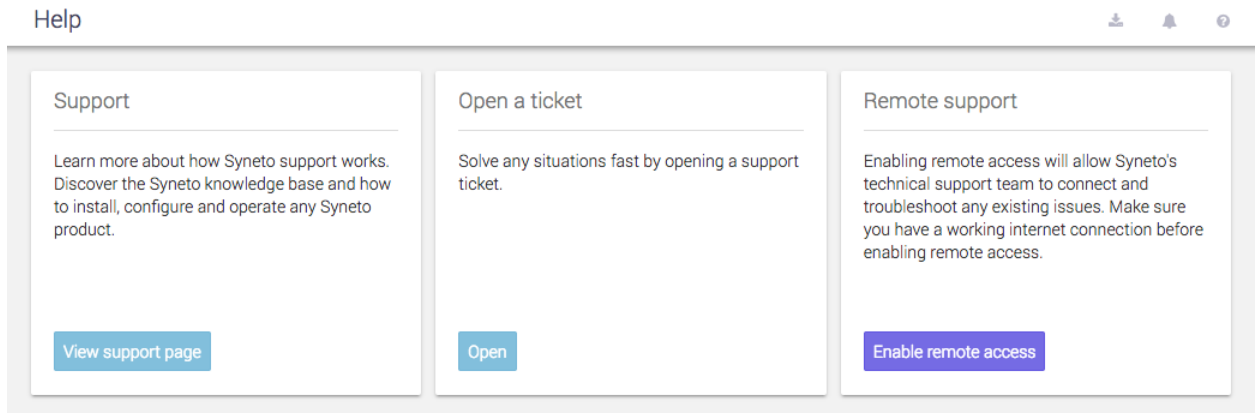 Help
Support
Learn more about how Syneto support works.
Discover the Syneto knowledge base and how
to install, configure and operate any Syneto
product.
View support page
Open a ticket
Solve any situations fast by opening a support
ticket.
Open
Remote support
Enabling remote access will allow Syneto's
technical support team to connect and
troubleshoot any existing issues. Make sure
you have a working internet connection before
enabling remote access.
Enable remote access